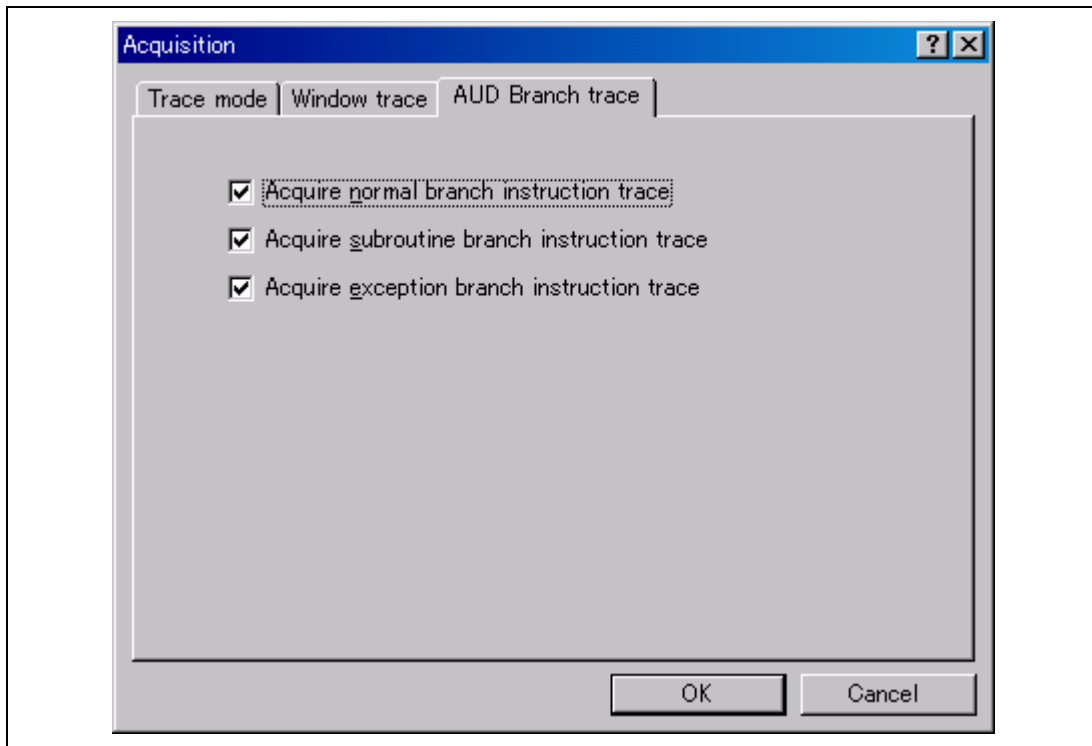 Acquisition
Trace mode Window trace AUD Branch trace
Acquire normal branch instruction trace
Acquire subroutine branch instruction trace
Acquire exception branch instruction trace
OK Cancel